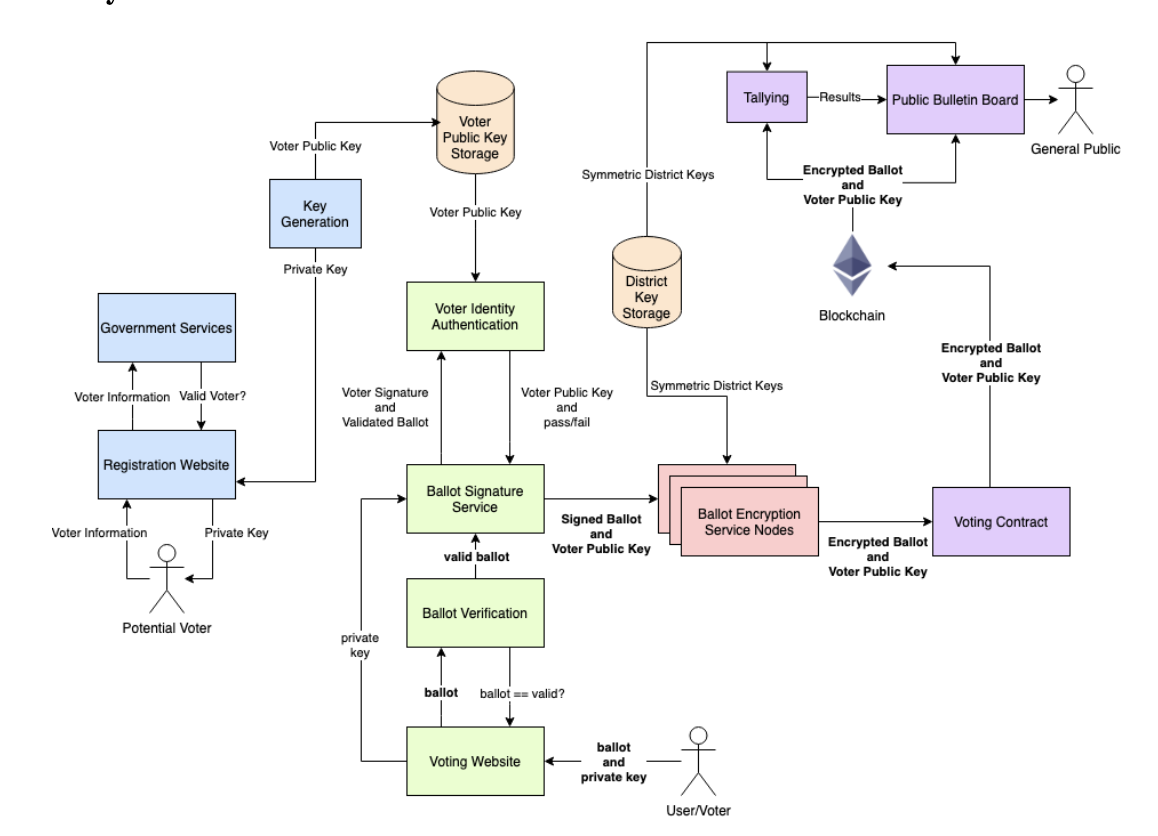 Tallying
Results
Public Bulletin Board
General Public
Voter
Public Key
Storage
Voter Public Key
Key
Generation
Private Key
Voter Public Key
Symmetric District Keys
Encrypted Ballot
and
Voter Public Key
Blockchain
District
Key
Storage
Voter Identity
Authentication
Government Services
Voter Information
Valid Voter?
Registration Website
Voter Information
Private Key
Potential Voter
Voter Signature
and
Validated Ballot
Voter Public Key
and
pass/fail
Symmetric District Keys
Encrypted Ballot
and
Voter Public Key
Ballot Signature
Service
Signed Ballot
and
Voter Public Key
Ballot Encryption
Service Nodes
Encrypted Ballot
and
Voter Public Key
Voting Contract
valid ballot
Ballot Verification
private
key
ballot
ballot == valid?
Voting Website
ballot
and
private key
User/Voter